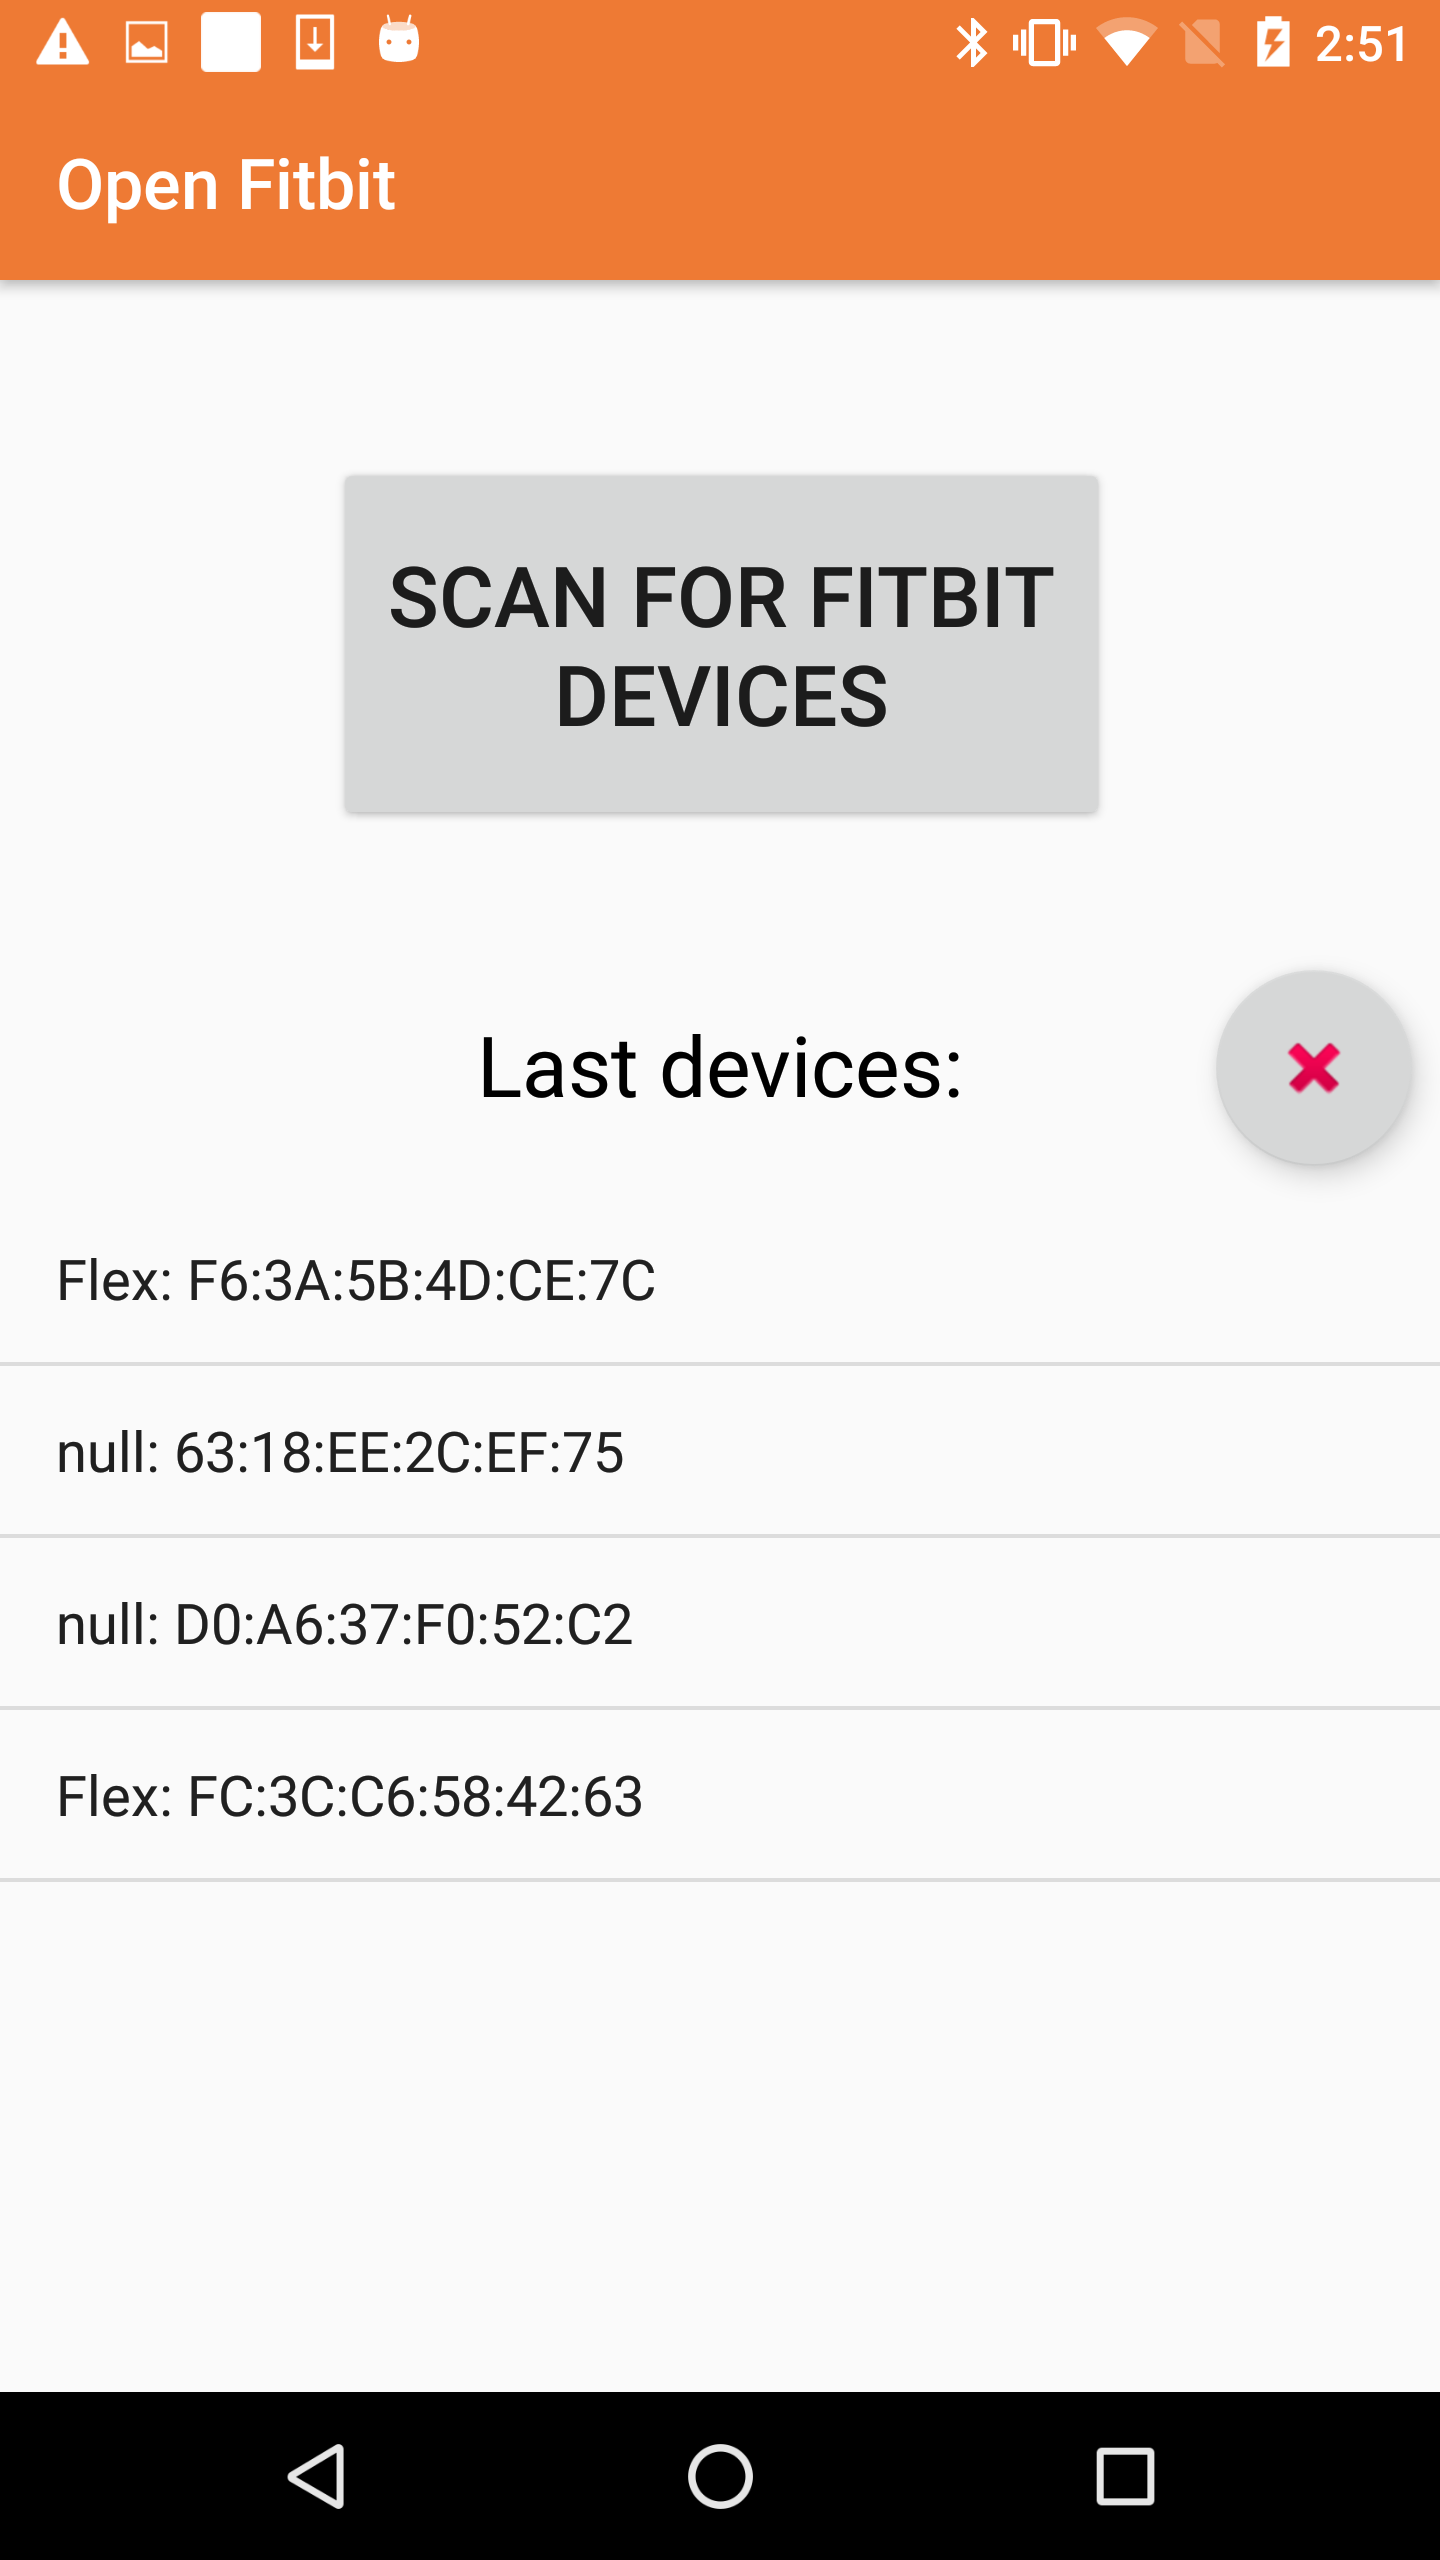 2:51
Open Fitbit
SCAN FOR FITBIT
DEVICES
Last devices:
Flex: F6:3A:5B:4D:CE:7C
null: 63:18:EE:2C:EF:75
null: D0:A6:37:F0:52:C2
Flex: FC:3C:C6:58:42:63